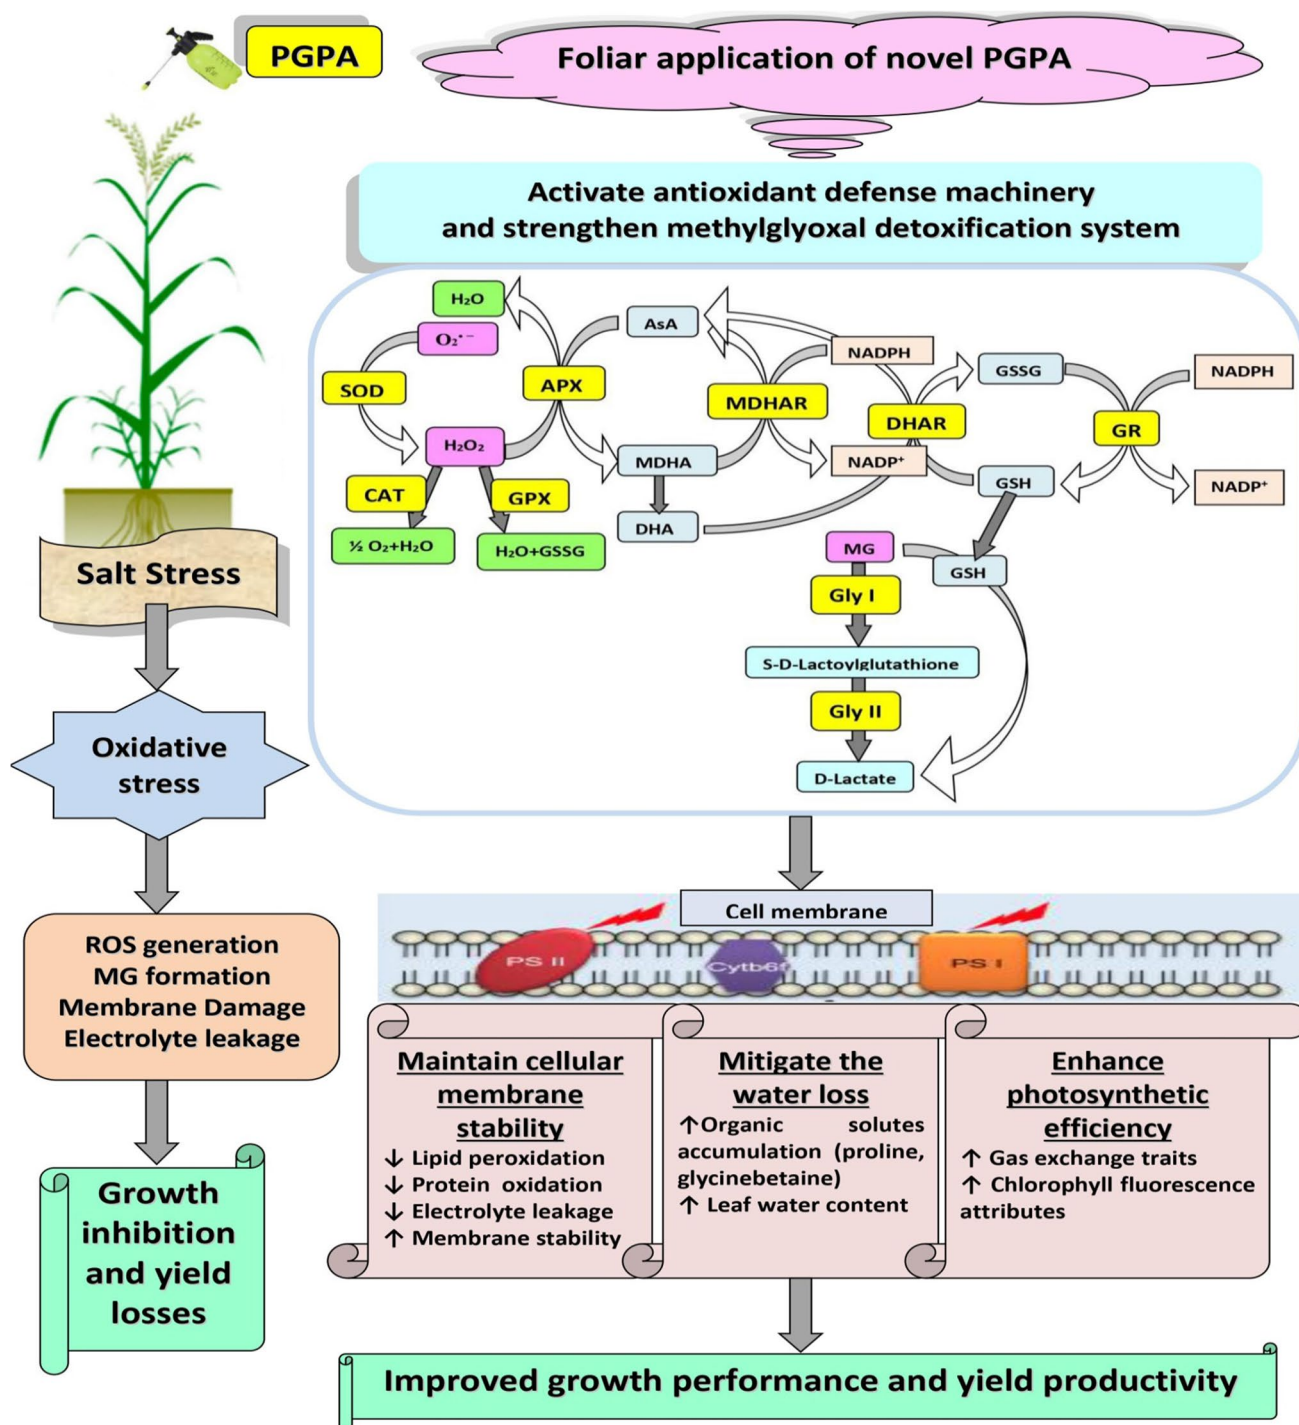 PGPA
Foliar application of novel PGPA
Activate antioxidant defense machinery
and strengthen methylglyoxal detoxification system
H₂O
O₂•−
AsA
NADPH
GSSG
NADPH
SOD
APX
MDHAR
DHAR
GR
H₂O₂
MDHA
NADP⁺
GSH
NADP⁺
CAT
GPX
DHA
½ O₂+H₂O
H₂O+GSSG
MG
GSH
Gly I
S-D-Lactoylglutathione
Gly II
D-Lactate
Salt Stress
Oxidative
stress
ROS generation
MG formation
Membrane Damage
Electrolyte leakage
Growth
inhibition
and yield
losses
Cell membrane
PS II
Cytb6f
PS I
Maintain cellular
membrane
stability
↓ Lipid peroxidation
↓ Protein oxidation
↓ Electrolyte leakage
↑ Membrane stability
Mitigate the
water loss
↑Organic solutes
accumulation (proline,
glycinebetaine)
↑ Leaf water content
Enhance
photosynthetic
efficiency
↑ Gas exchange traits
↑ Chlorophyll fluorescence
attributes
Improved growth performance and yield productivity